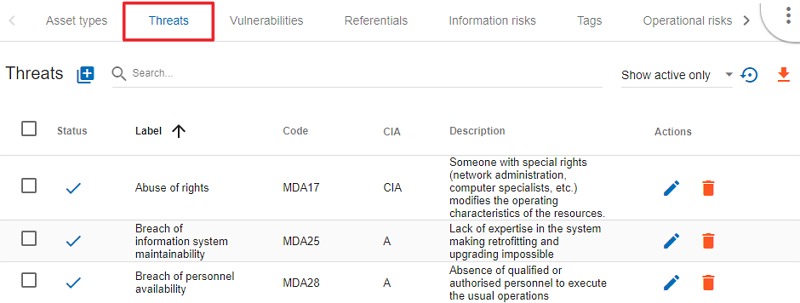 Asset types Threats Vulnerabilities Referentials Information risks Tags Operational risks
Threats Search... Show active only
Status Label Code CIA Description Actions
Abuse of rights MDA17 CIA Someone with special rights
(network administration,
computer specialists, etc.)
modifies the operating
characteristics of the resources.
Breach of
information system
maintainability MDA25 A Lack of expertise in the system
making retrofitting and
upgrading impossible
Breach of personnel
availability MDA28 A Absence of qualified or
authorised personnel to execute
the usual operations